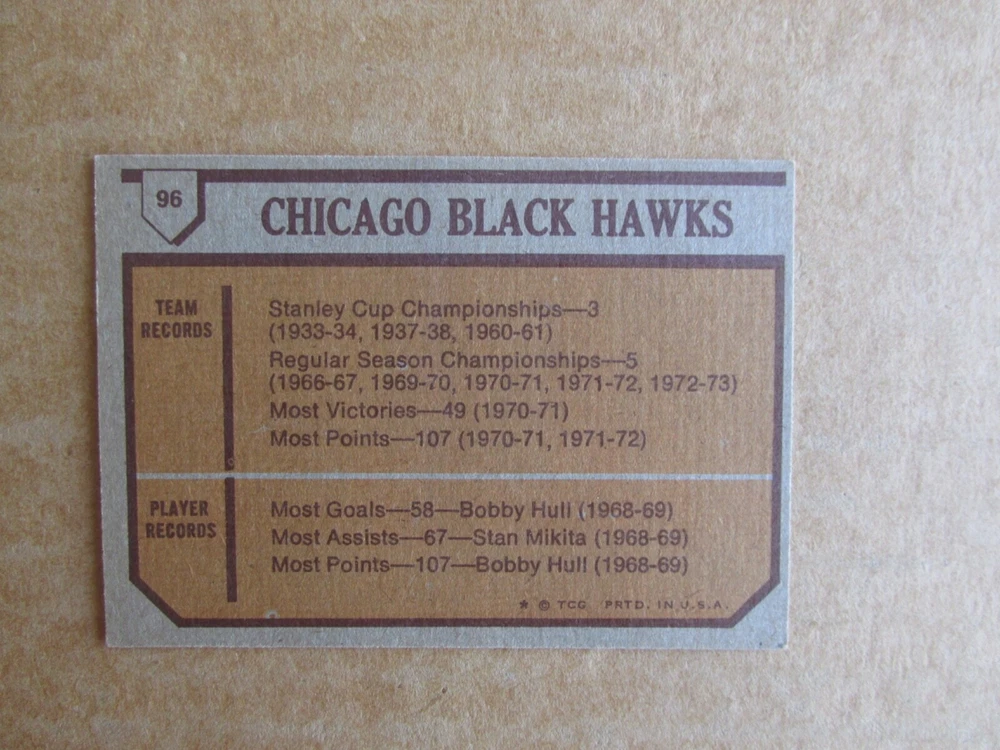 96
CHICAGO BLACK HAWKS
TEAM
RECORDS
Stanley Cup Championships—3
(1933-34, 1937-38, 1960-61)
Regular Season Championships—5
(1966-67, 1969-70, 1970-71, 1971-72, 1972-73)
Most Victories—49 (1970-71)
Most Points—107 (1970-71, 1971-72)
PLAYER
RECORDS
Most Goals—58—Bobby Hull (1968-69)
Most Assists—67—Stan Mikita (1968-69)
Most Points—107—Bobby Hull (1968-69)
* © TCG PRTD. IN U.S.A.